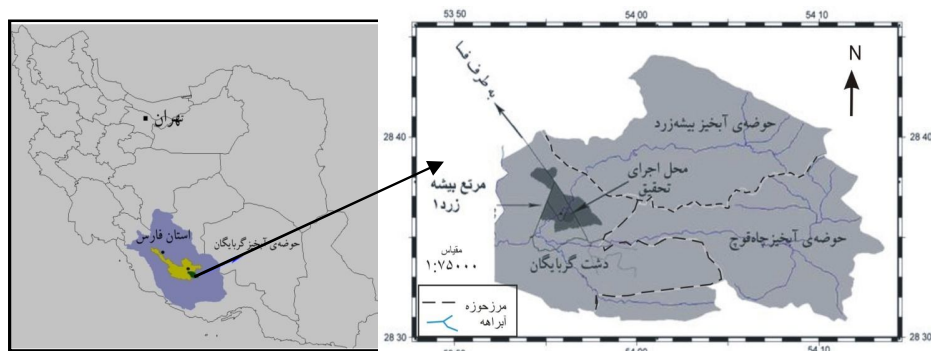 تهران
استان فارس
حوضه‌ی آبخیز گربایگان
53 50
54 00
54 10
N
به طرف فسا
28 40
28 40
حوضه‌ی آبخیز بیشه‌زرد
محل اجرای
تحقیق
مرتع بیشه
زرد۱
حوضه‌ی آبخیز چاه‌قوچ
مقیاس
۱:۷۵۰۰۰
دشت گربایگان
مرز حوزه
آبراهه
28 30
28 30
54 00
54 10